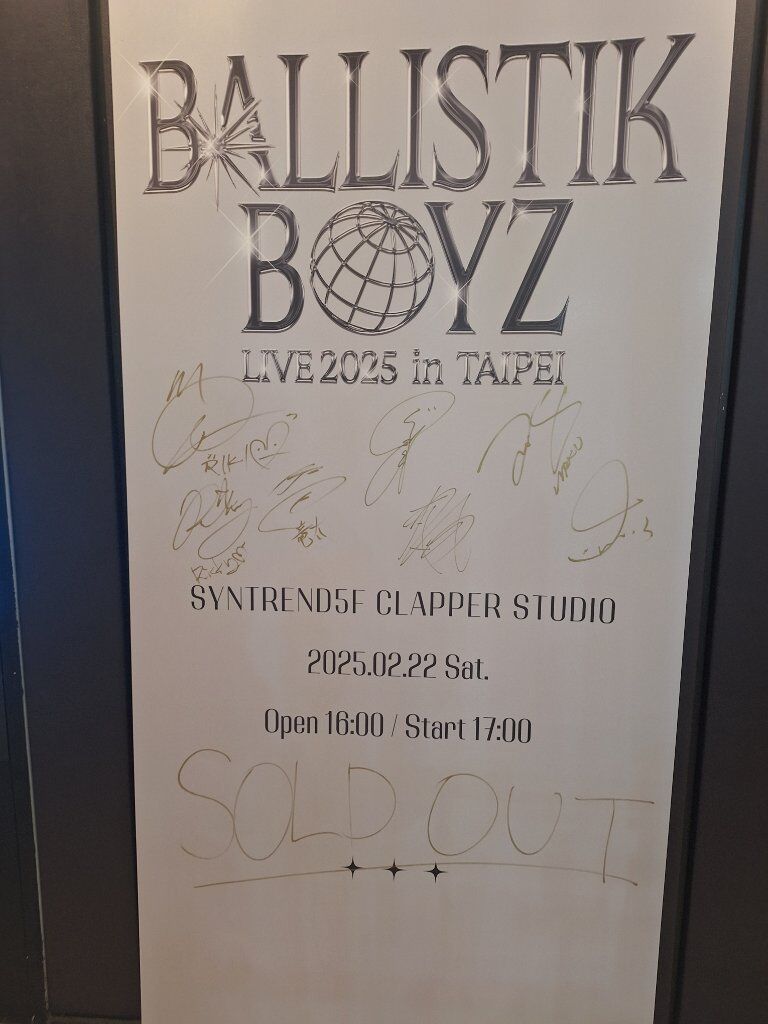 BALLISTIK
BOYZ
LIVE 2025 in TAIPEI
RIKI
SYNTREND5F CLAPPER STUDIO
2025.02.22 Sat.
Open 16:00 / Start 17:00
SOLD OUT